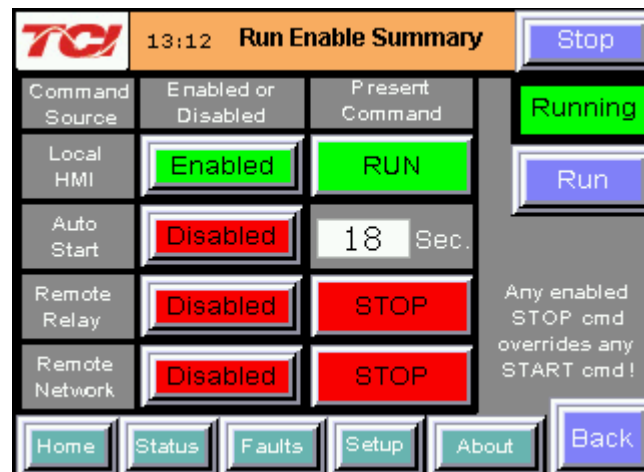 TCI 13:12 Run Enable Summary Stop
Command Source Enabled or Disabled Present Command Running
Local HMI Enabled RUN Run
Auto Start Disabled 18 Sec.
Remote Relay Disabled STOP
Remote Network Disabled STOP
Any enabled
STOP cmd
overrides any
START cmd!
Home Status Faults Setup About Back